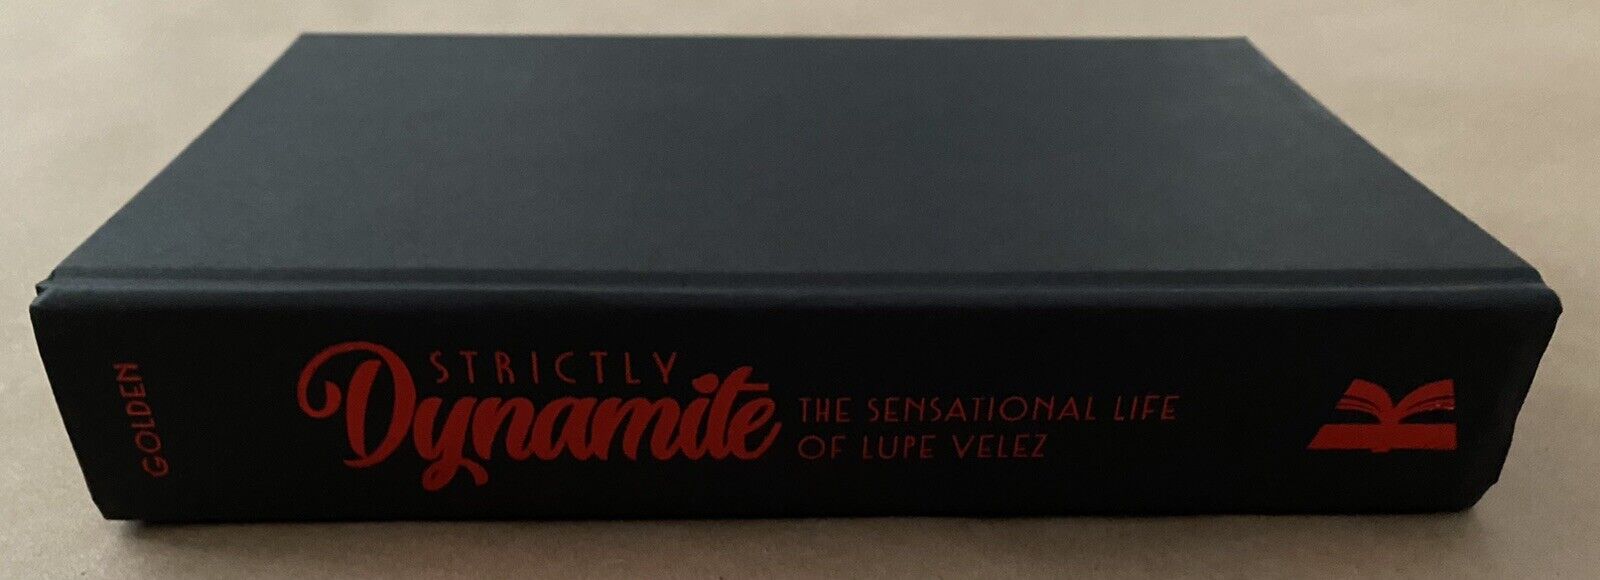 GOLDEN
STRICTLY
Dynamite
THE SENSATIONAL LIFE
OF LUPE VELEZ